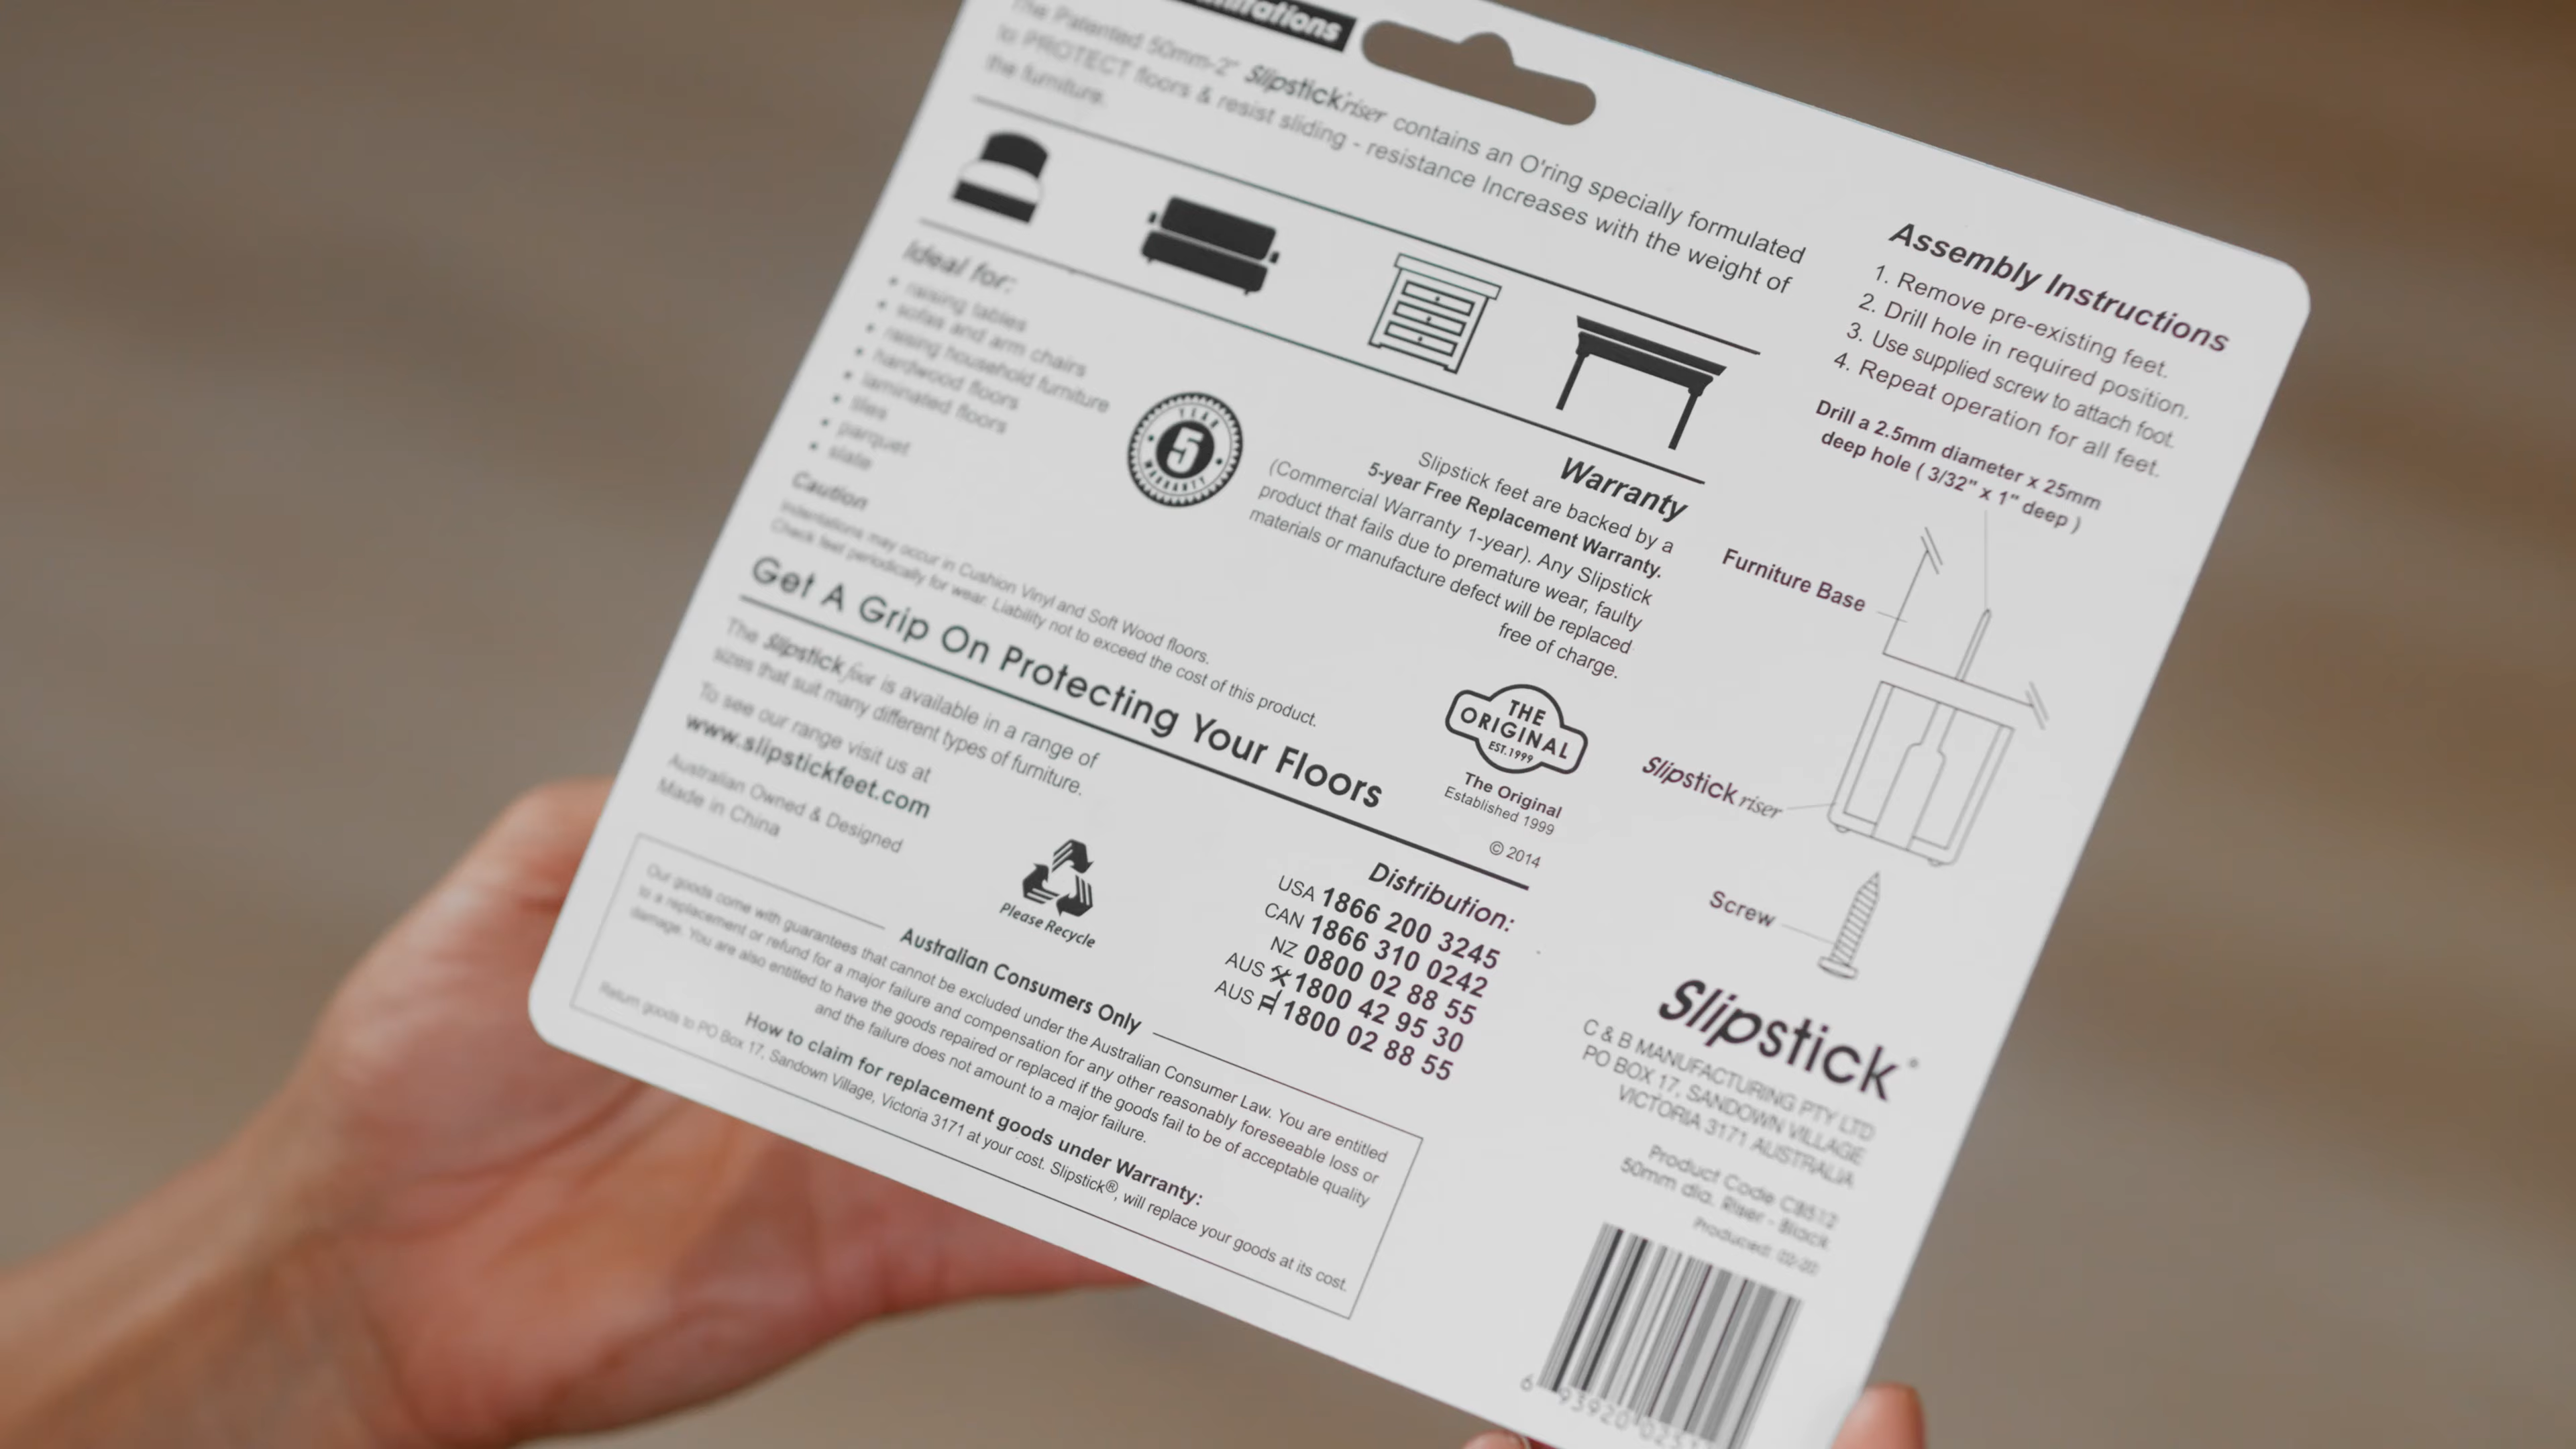 The Patented 50mm-2" Slipstick riser contains an O'ring specially formulated
to PROTECT floors & resist sliding - resistance Increases with the weight of
the furniture.
Ideal for:
• raising tables
• sofas and arm chairs
• raising household furniture
• hardwood floors
• laminated floors
• tiles
• parquet
• slate
YEAR
5
WARRANTY
Warranty
Slipstick feet are backed by a
5-year Free Replacement Warranty.
(Commercial Warranty 1-year). Any Slipstick
product that fails due to premature wear, faulty
materials or manufacture defect will be replaced
free of charge.
Caution
Indentations may occur in Cushion Vinyl and Soft Wood floors.
Check feet periodically for wear. Liability not to exceed the cost of this product.
Get A Grip On Protecting Your Floors
The Slipstick foot is available in a range of
sizes that suit many different types of furniture.
To see our range visit us at
www.slipstickfeet.com
Australian Owned & Designed
Made in China
Please Recycle
THE
ORIGINAL
EST.1999
The Original
Established 1999
© 2014
Distribution:
USA 1866 200 3245
CAN 1866 310 0242
NZ 0800 02 88 55
AUS 1800 42 95 30
AUS 1800 02 88 55
Australian Consumers Only
Our goods come with guarantees that cannot be excluded under the Australian Consumer Law. You are entitled
to a replacement or refund for a major failure and compensation for any other reasonably foreseeable loss or
damage. You are also entitled to have the goods repaired or replaced if the goods fail to be of acceptable quality
and the failure does not amount to a major failure.
How to claim for replacement goods under Warranty:
Return goods to PO Box 17, Sandown Village, Victoria 3171 at your cost. Slipstick®, will replace your goods at its cost.
Assembly Instructions
1. Remove pre-existing feet.
2. Drill hole in required position.
3. Use supplied screw to attach foot.
4. Repeat operation for all feet.
Drill a 2.5mm diameter x 25mm
deep hole ( 3/32" x 1" deep )
Furniture Base
Slipstick riser
Screw
Slipstick®
C & B MANUFACTURING PTY LTD
PO BOX 17, SANDOWN VILLAGE
VICTORIA 3171 AUSTRALIA
Product Code CB512
50mm dia. Riser - Black
Produced:
6 93920